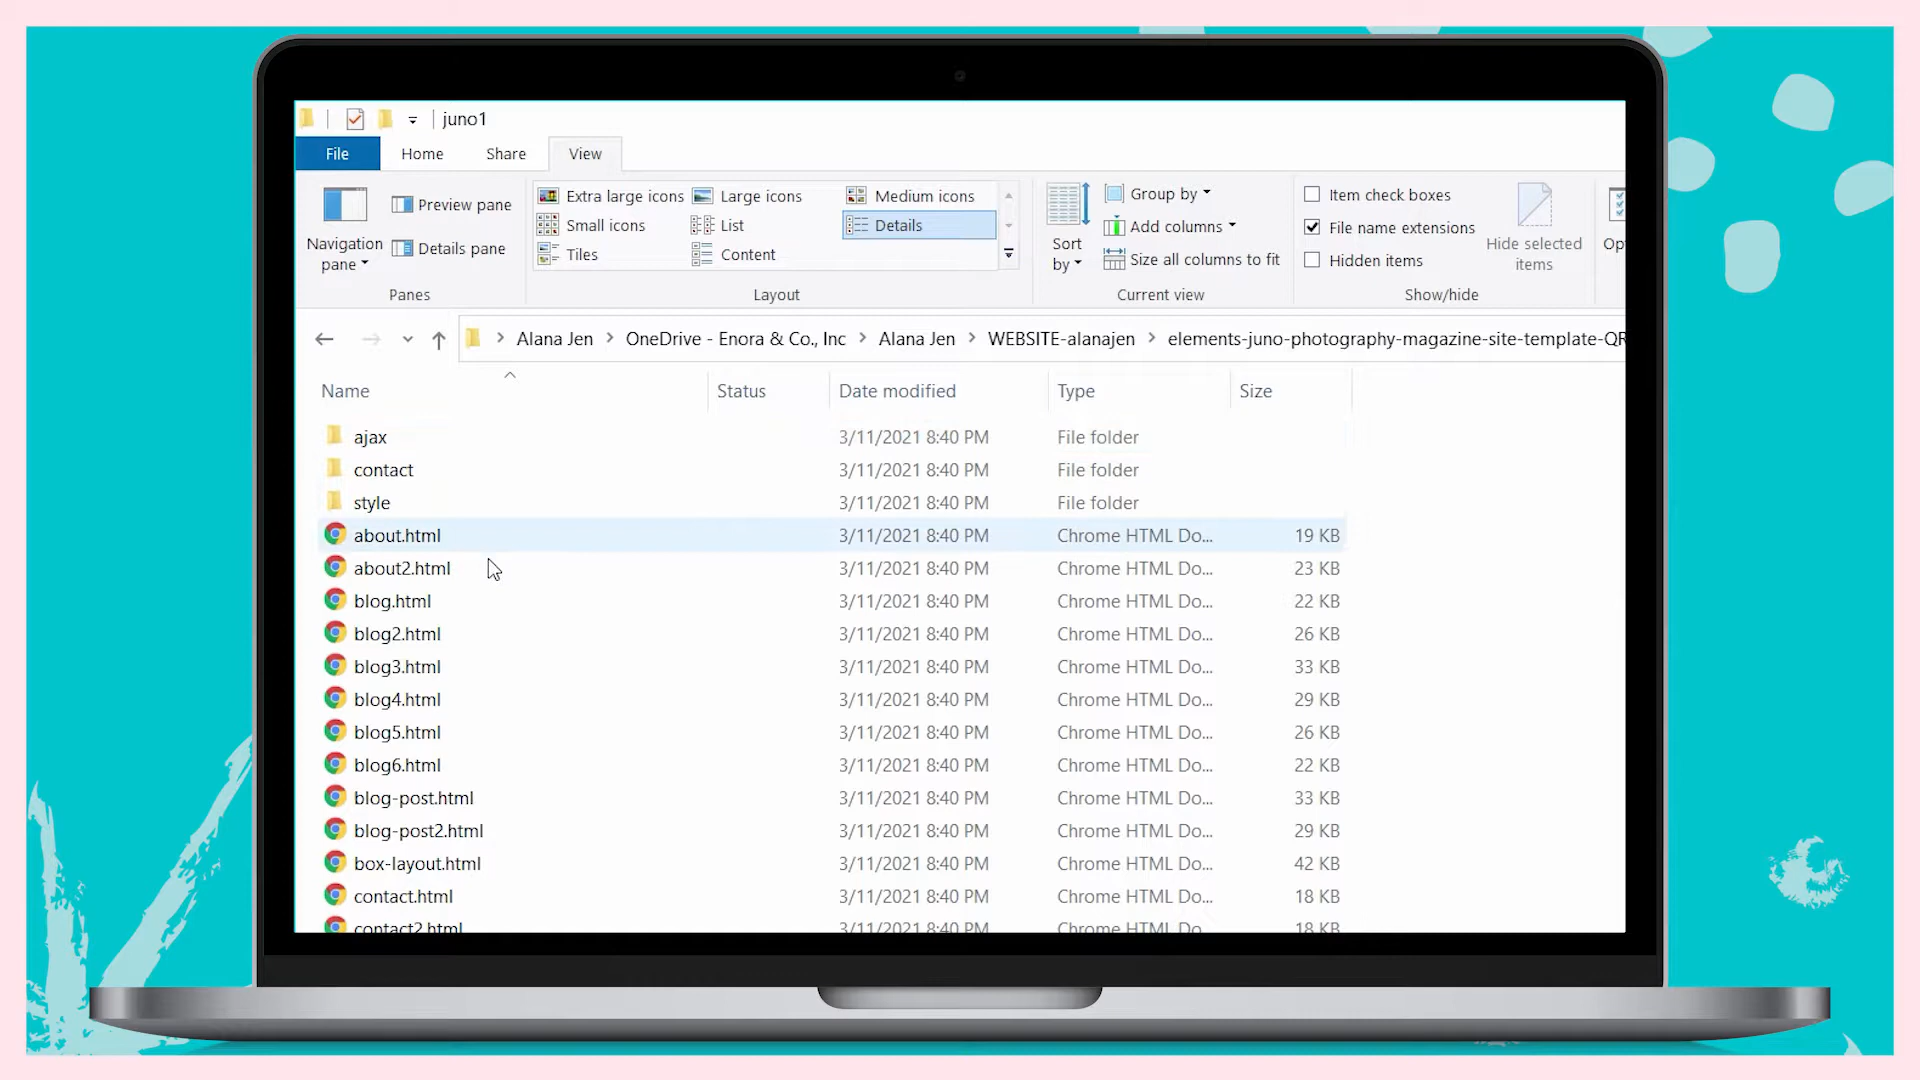 juno1
File Home Share View
Navigation pane
Preview pane
Details pane
Panes
Extra large icons Large icons Medium icons
Small icons List Details
Tiles Content
Layout
Sort by
Group by
Add columns
Size all columns to fit
Current view
Item check boxes
File name extensions
Hidden items
Hide selected items
Show/hide
Alana Jen OneDrive - Enora & Co., Inc Alana Jen WEBSITE-alanajen elements-juno-photography-magazine-site-template-QR
Name Status Date modified Type Size
ajax 3/11/2021 8:40 PM File folder
contact 3/11/2021 8:40 PM File folder
style 3/11/2021 8:40 PM File folder
about.html 3/11/2021 8:40 PM Chrome HTML Do... 19 KB
about2.html 3/11/2021 8:40 PM Chrome HTML Do... 23 KB
blog.html 3/11/2021 8:40 PM Chrome HTML Do... 22 KB
blog2.html 3/11/2021 8:40 PM Chrome HTML Do... 26 KB
blog3.html 3/11/2021 8:40 PM Chrome HTML Do... 33 KB
blog4.html 3/11/2021 8:40 PM Chrome HTML Do... 29 KB
blog5.html 3/11/2021 8:40 PM Chrome HTML Do... 26 KB
blog6.html 3/11/2021 8:40 PM Chrome HTML Do... 22 KB
blog-post.html 3/11/2021 8:40 PM Chrome HTML Do... 33 KB
blog-post2.html 3/11/2021 8:40 PM Chrome HTML Do... 29 KB
box-layout.html 3/11/2021 8:40 PM Chrome HTML Do... 42 KB
contact.html 3/11/2021 8:40 PM Chrome HTML Do... 18 KB
contact2.html 3/11/2021 8:40 PM Chrome HTML Do... 18 KB